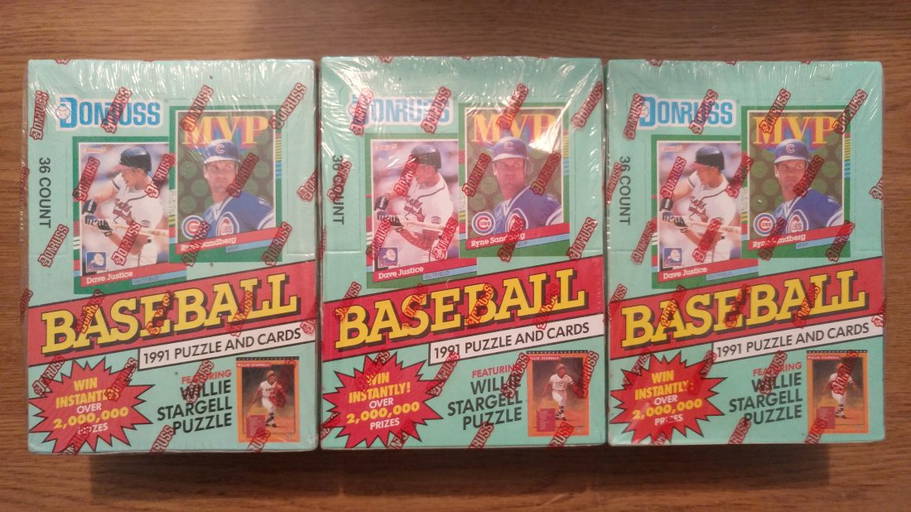 DONRUSS
36 COUNT
MVP
Dave Justice
Ryne Sandberg
BASEBALL
1991 PUZZLE AND CARDS
WIN
INSTANTLY!
OVER
2,000,000
PRIZES
FEATURING
WILLIE
STARGELL
PUZZLE
DONRUSS
36 COUNT
MVP
Dave Justice
Ryne Sandberg
BASEBALL
1991 PUZZLE AND CARDS
WIN
INSTANTLY!
OVER
2,000,000
PRIZES
FEATURING
WILLIE
STARGELL
PUZZLE
DONRUSS
36 COUNT
MVP
Dave Justice
Ryne Sandberg
BASEBALL
1991 PUZZLE AND CARDS
WIN
INSTANTLY!
OVER
2,000,000
PRIZES
FEATURING
WILLIE
STARGELL
PUZZLE